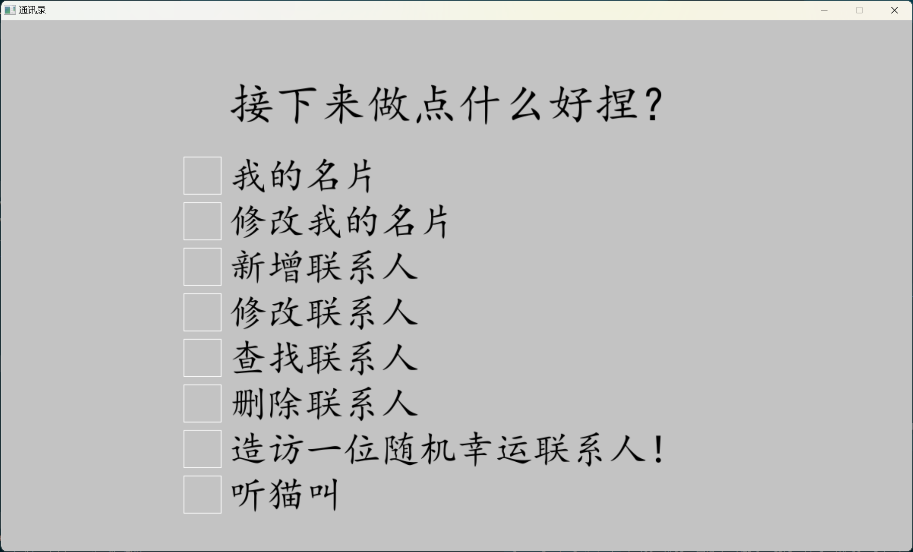 通讯录
接下来做点什么好捏？
我的名片
修改我的名片
新增联系人
修改联系人
查找联系人
删除联系人
造访一位随机幸运联系人！
听猫叫